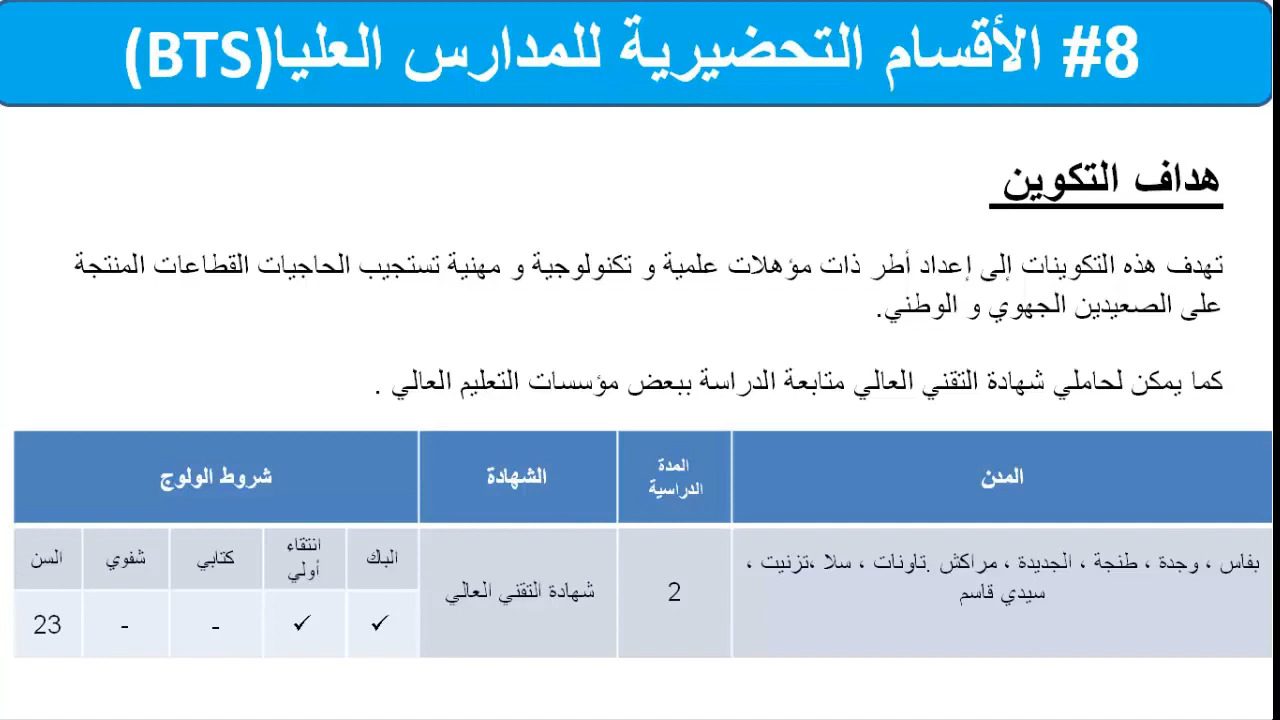 #8 الأقسام التحضيرية للمدارس العليا(BTS)
هداف التكوين
تهدف هذه التكوينات إلى إعداد أطر ذات مؤهلات علمية و تكنولوجية و مهنية تستجيب الحاجيات القطاعات المنتجة
على الصعيدين الجهوي و الوطني.
كما يمكن لحاملي شهادة التقني العالي متابعة الدراسة ببعض مؤسسات التعليم العالي .
المدن
المدة
الدراسية
الشهادة
شروط الولوج
بفاس ، وجدة ، طنجة ، الجديدة ، مراكش .تاونات ، سلا ،تزنيت ،
سيدي قاسم
2
شهادة التقني العالي
الباك
انتقاء
أولي
كتابي
شفوي
السن
✓
✓
-
-
23